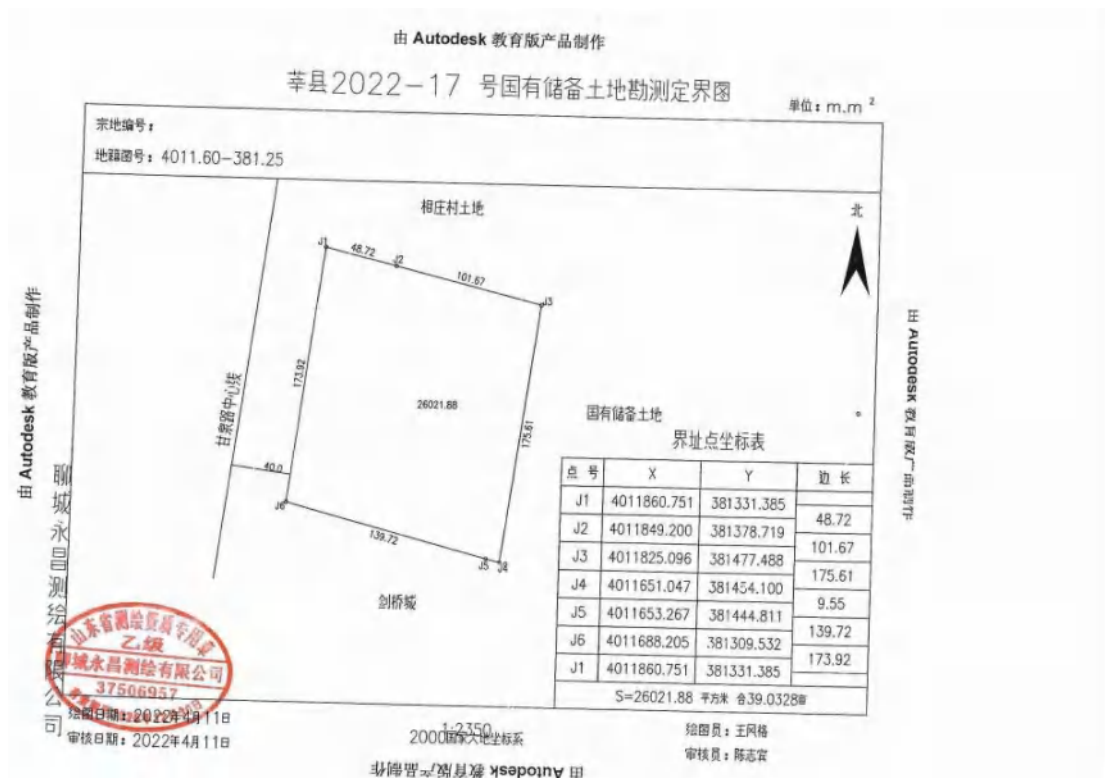 由 Autodesk 教育版产品制作
莘县2022-17 号国有储备土地勘测定界图
单位：m.m²
宗地编号：
地籍图号：4011.60-381.25
相庄村土地
北
J1
48.72
J2
101.67
J3
173.92
26021.88
175.61
甘泉路中心线
40.0
J6
139.72
J5
J4
剑桥城
国有储备土地
界址点坐标表
点 号 X Y 边 长
J1 4011860.751 381331.385
48.72
J2 4011849.200 381378.719
101.67
J3 4011825.096 381477.488
175.61
J4 4011651.047 381454.100
9.55
J5 4011653.267 381444.811
139.72
J6 4011688.205 381309.532
173.92
J1 4011860.751 381331.385
S=26021.88 平方米 合39.0328亩
由 Autodesk 教育版产品制作
由 Autodesk 教育版产品制作
聊城永昌测绘有限公司
山东省测绘资质专用章
乙级
聊城永昌测绘有限公司
37506957
绘图日期：2022年4月11日
审核日期：2022年4月11日
1:2350
2000国家大地坐标系
绘图员：王风格
审核员：陈志宾
由 Autodesk 教育版产品制作